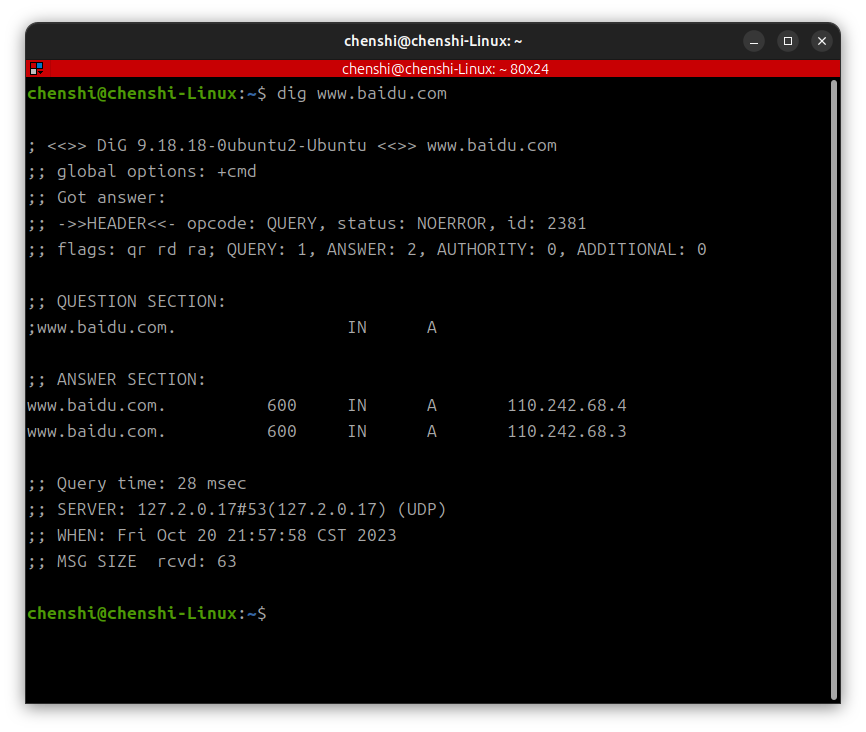 chenshi@chenshi-Linux: ~
chenshi@chenshi-Linux: ~ 80x24
chenshi@chenshi-Linux:~$ dig www.baidu.com
; <<>> DiG 9.18.18-0ubuntu2-Ubuntu <<>> www.baidu.com
;; global options: +cmd
;; Got answer:
;; ->>HEADER<<- opcode: QUERY, status: NOERROR, id: 2381
;; flags: qr rd ra; QUERY: 1, ANSWER: 2, AUTHORITY: 0, ADDITIONAL: 0
;; QUESTION SECTION:
;www.baidu.com.                 IN      A
;; ANSWER SECTION:
www.baidu.com.          600     IN      A       110.242.68.4
www.baidu.com.          600     IN      A       110.242.68.3
;; Query time: 28 msec
;; SERVER: 127.2.0.17#53(127.2.0.17) (UDP)
;; WHEN: Fri Oct 20 21:57:58 CST 2023
;; MSG SIZE  rcvd: 63
chenshi@chenshi-Linux:~$